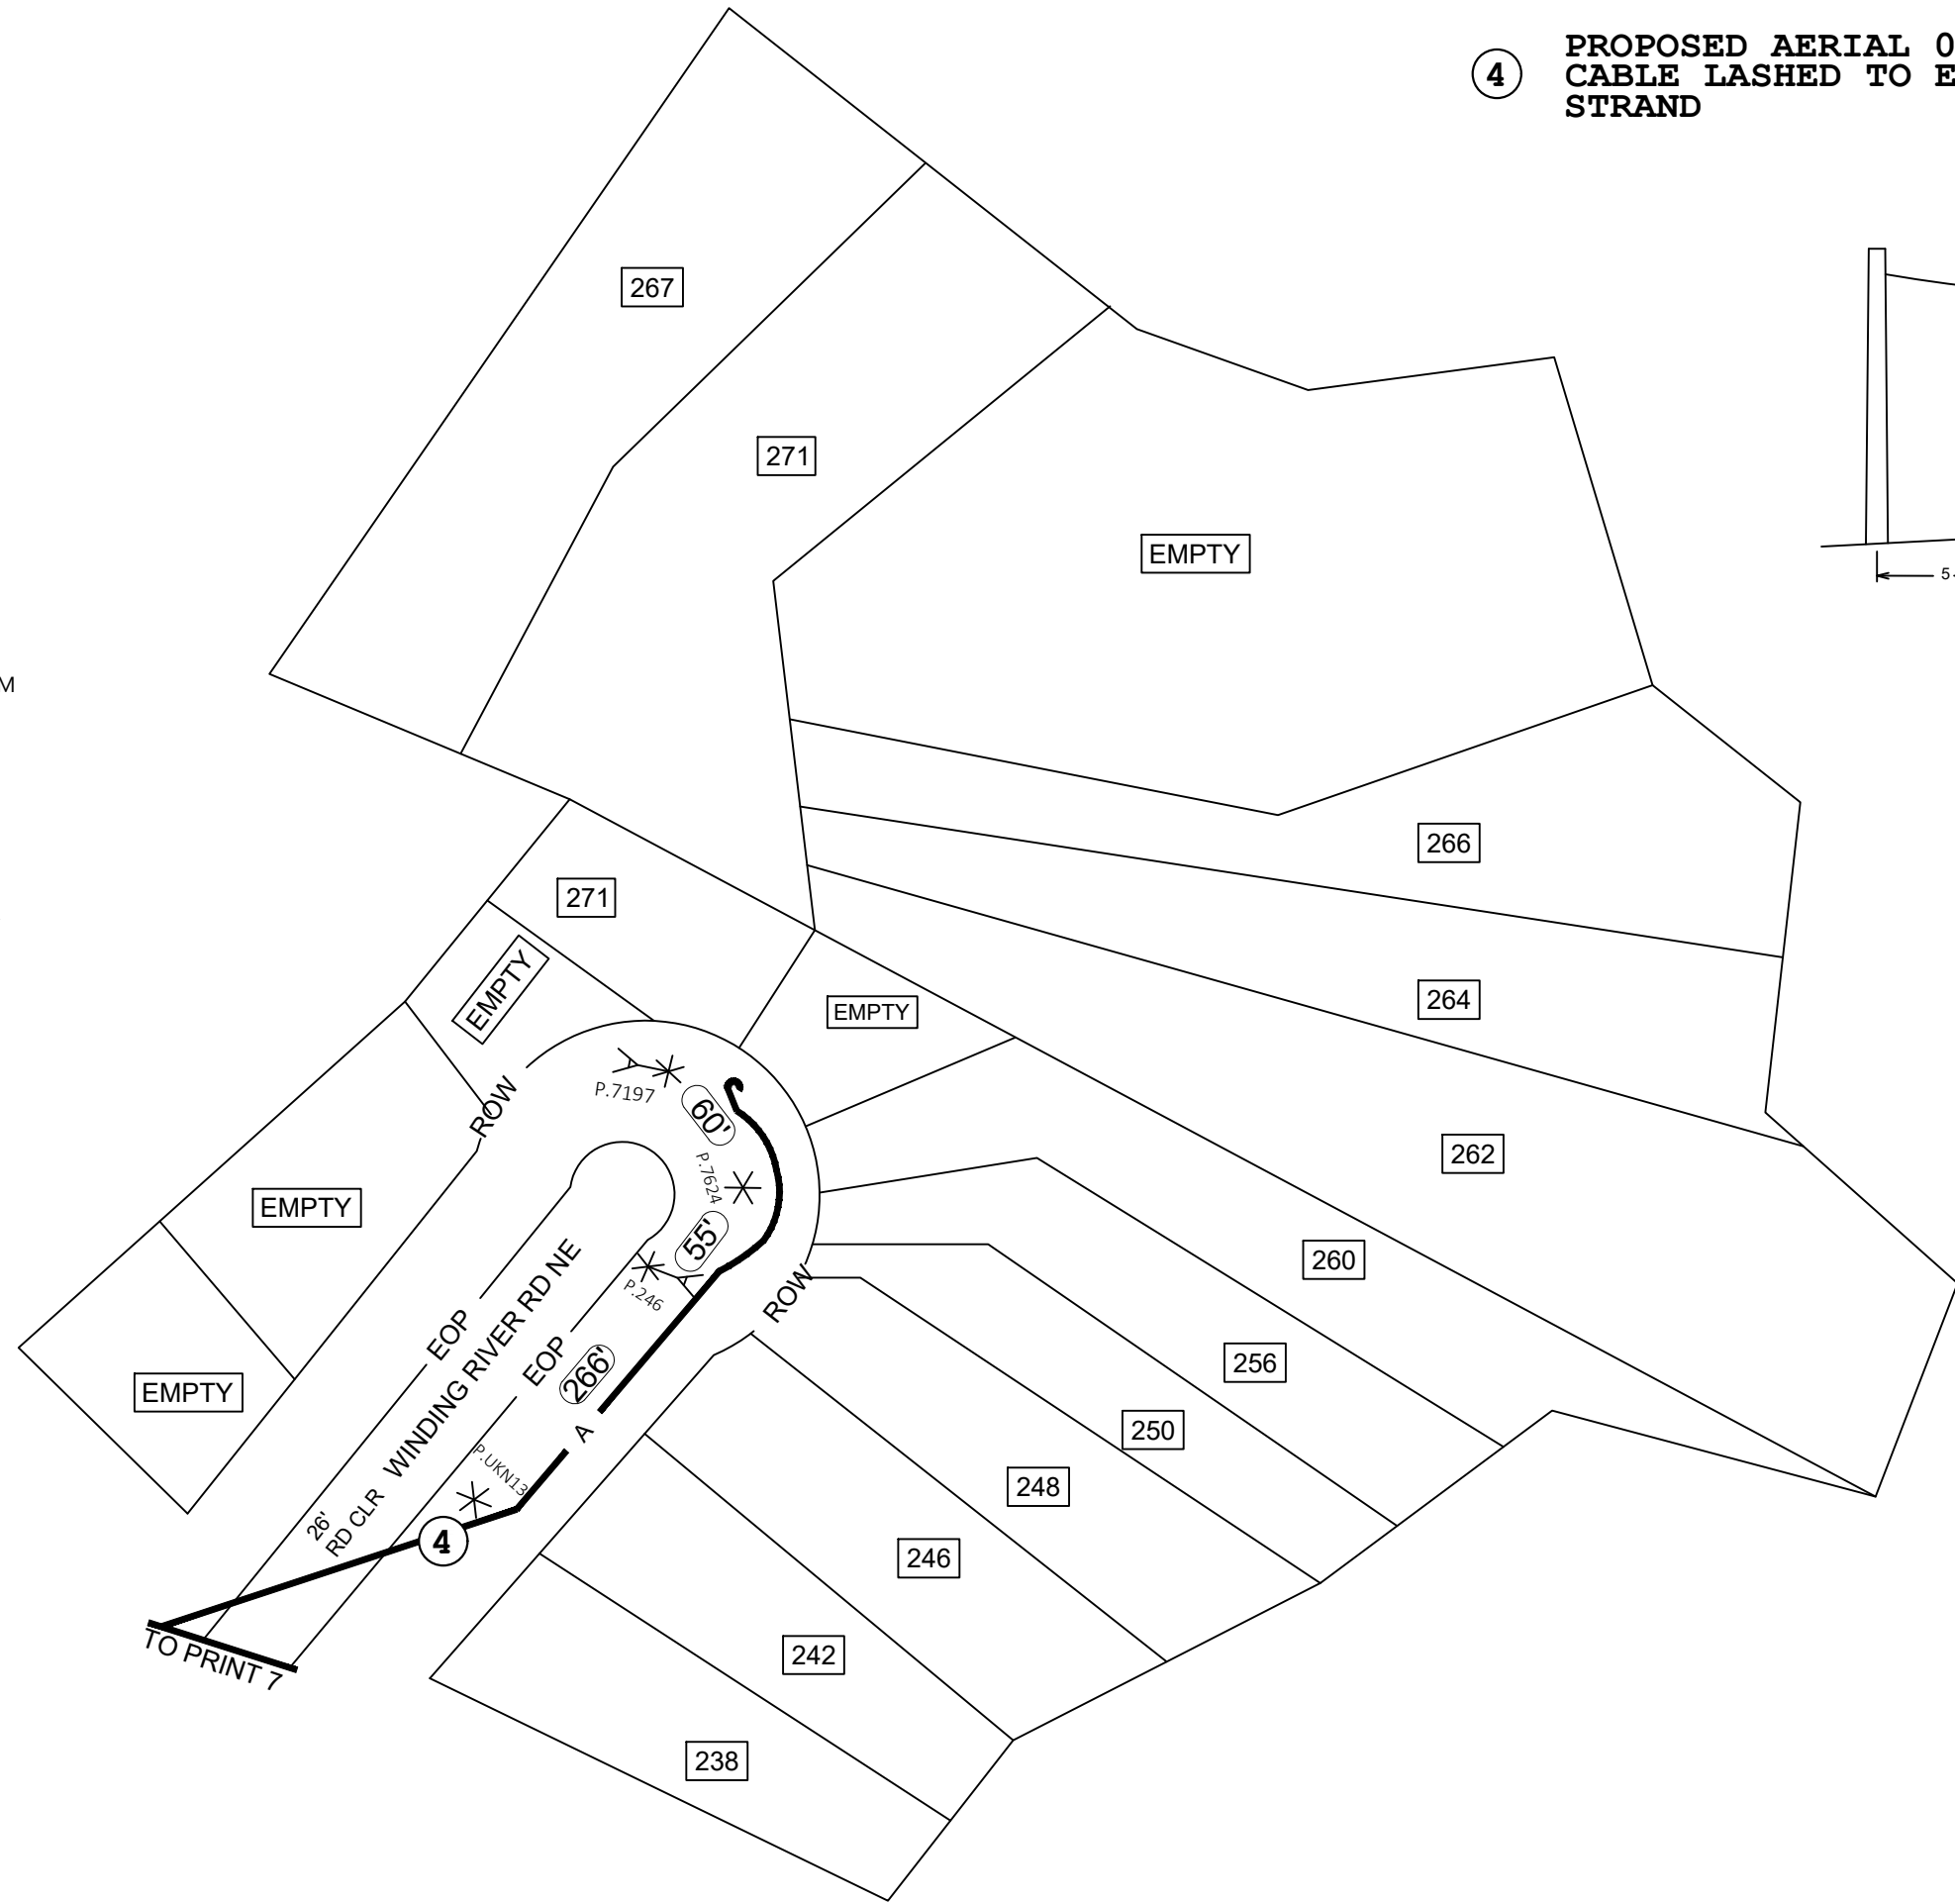 4
PROPOSED AERIAL 0
CABLE LASHED TO E
STRAND
267
271
EMPTY
5
M
266
271
EMPTY
264
EMPTY
ROW
P.7197
60'
262
P.7624
EMPTY
55'
260
P.246
ROW
EOP
WINDING RIVER RD NE
EOP
256
266'
EMPTY
250
A
248
P.UKN13
26'
RD CLR
4
246
TO PRINT 7
242
238